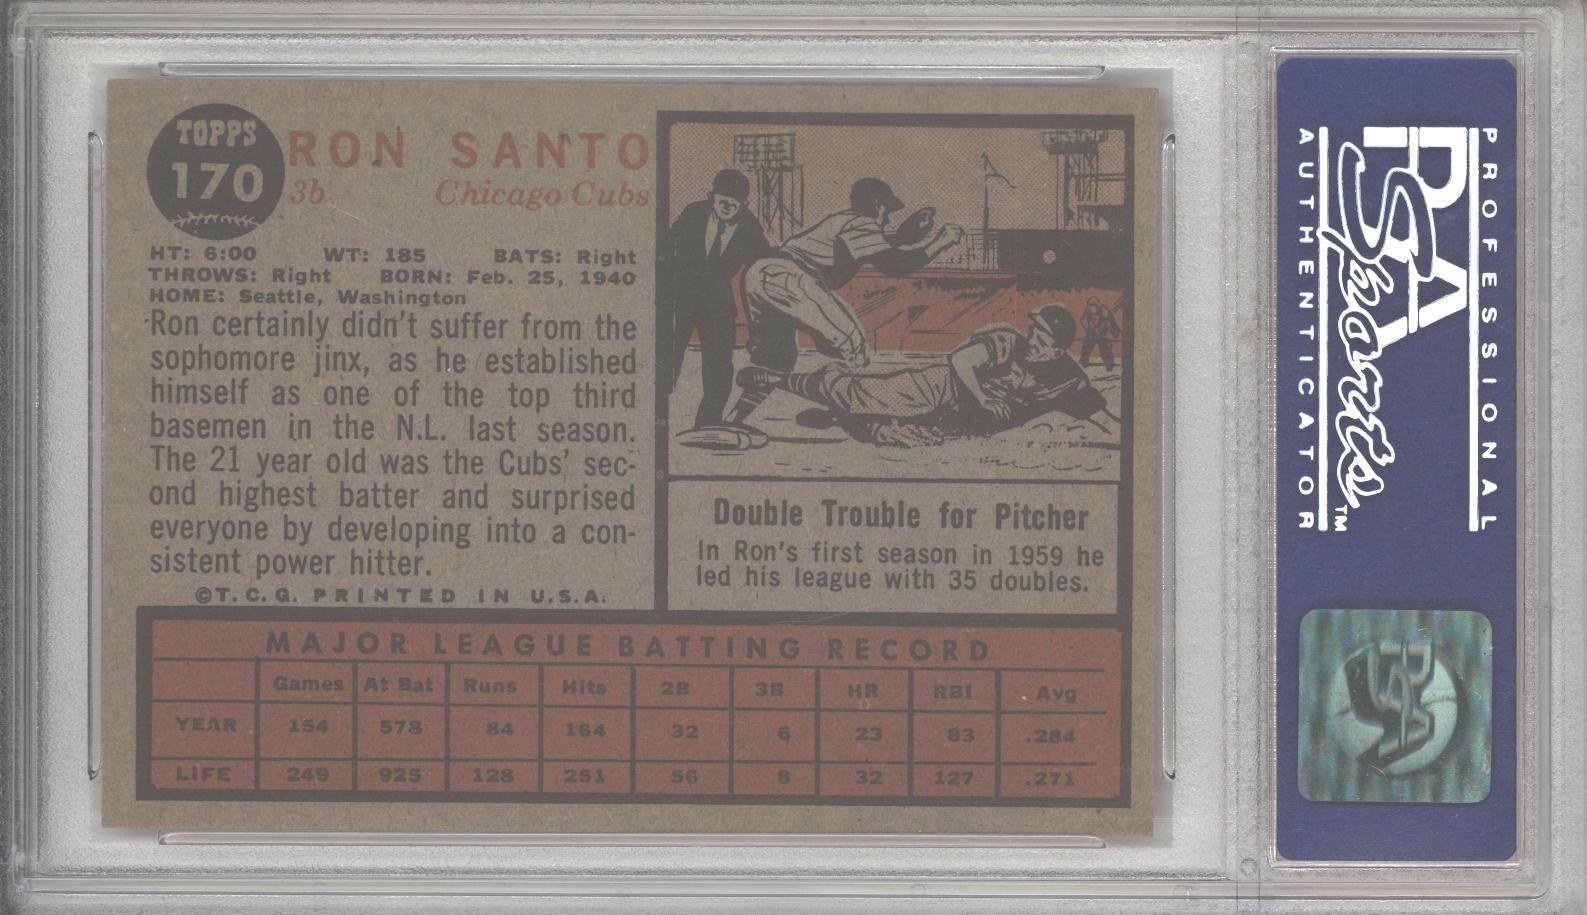 TOPPS
170
RON SANTO
3b Chicago Cubs
HT: 6:00 WT: 185 BATS: Right
THROWS: Right BORN: Feb. 25, 1940
HOME: Seattle, Washington
Ron certainly didn't suffer from the
sophomore jinx, as he established
himself as one of the top third
basemen in the N.L. last season.
The 21 year old was the Cubs' sec-
ond highest batter and surprised
everyone by developing into a con-
sistent power hitter.
©T.C.G. PRINTED IN U.S.A.
Double Trouble for Pitcher
In Ron's first season in 1959 he
led his league with 35 doubles.
MAJOR LEAGUE BATTING RECORD
Games At Bat Runs Hits 2B 3B HR RBI Avg
YEAR 154 578 84 164 32 6 23 83 .284
LIFE 249 925 128 251 56 8 32 127 .271
PROFESSIONAL
PSA
Sports™
AUTHENTICATOR
PSA